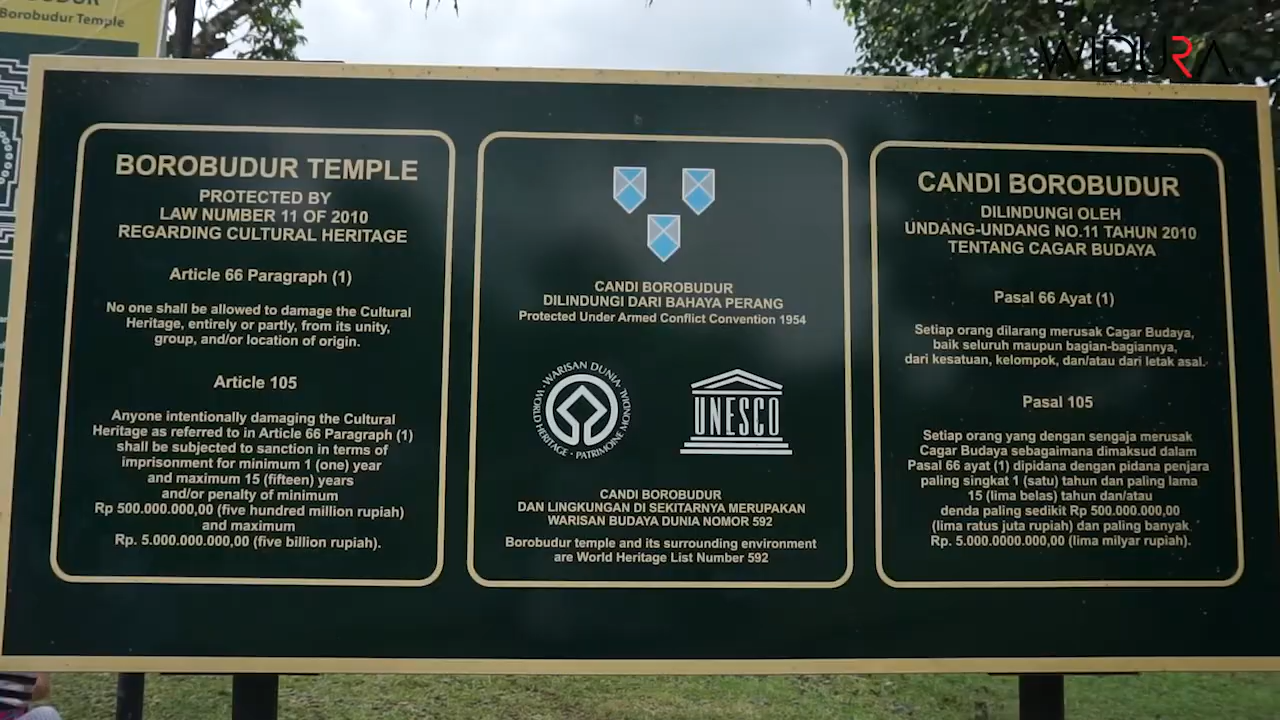 Borobudur Temple
WIDURA
BOROBUDUR TEMPLE
PROTECTED BY
LAW NUMBER 11 OF 2010
REGARDING CULTURAL HERITAGE
Article 66 Paragraph (1)
No one shall be allowed to damage the Cultural
Heritage, entirely or partly, from its unity,
group, and/or location of origin.
Article 105
Anyone intentionally damaging the Cultural
Heritage as referred to in Article 66 Paragraph (1)
shall be subjected to sanction in terms of
imprisonment for minimum 1 (one) year
and maximum 15 (fifteen) years
and/or penalty of minimum
Rp 500.000.000,00 (five hundred million rupiah)
and maximum
Rp. 5.000.000.000,00 (five billion rupiah).
CANDI BOROBUDUR
DILINDUNGI DARI BAHAYA PERANG
Protected Under Armed Conflict Convention 1954
WARISAN DUNIA · WORLD HERITAGE · PATRIMOINE MONDIAL
UNESCO
CANDI BOROBUDUR
DAN LINGKUNGAN DI SEKITARNYA MERUPAKAN
WARISAN BUDAYA DUNIA NOMOR 592
Borobudur temple and its surrounding environment
are World Heritage List Number 592
CANDI BOROBUDUR
DILINDUNGI OLEH
UNDANG-UNDANG NO.11 TAHUN 2010
TENTANG CAGAR BUDAYA
Pasal 66 Ayat (1)
Setiap orang dilarang merusak Cagar Budaya,
baik seluruh maupun bagian-bagiannya,
dari kesatuan, kelompok, dan/atau dari letak asal.
Pasal 105
Setiap orang yang dengan sengaja merusak
Cagar Budaya sebagaimana dimaksud dalam
Pasal 66 ayat (1) dipidana dengan pidana penjara
paling singkat 1 (satu) tahun dan paling lama
15 (lima belas) tahun dan/atau
denda paling sedikit Rp 500.000.000,00
(lima ratus juta rupiah) dan paling banyak
Rp. 5.000.0000.000,00 (lima milyar rupiah).